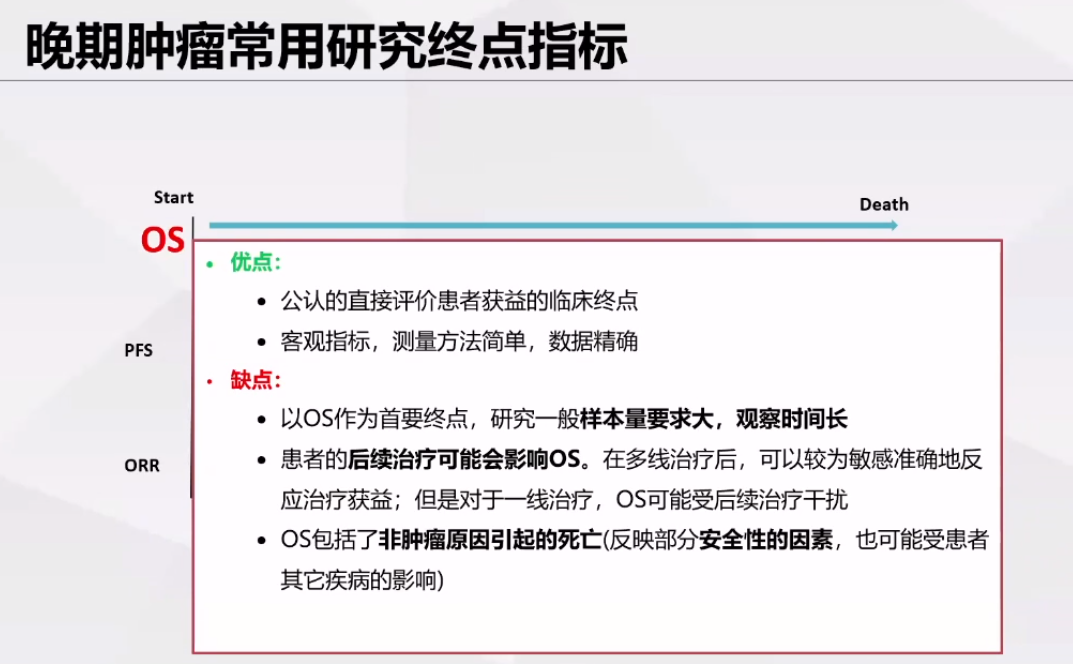 晚期肿瘤常用研究终点指标
Start
Death
OS
• 优点：
• 公认的直接评价患者获益的临床终点
• 客观指标，测量方法简单，数据精确
PFS
• 缺点：
• 以OS作为首要终点，研究一般样本量要求大，观察时间长
• 患者的后续治疗可能会影响OS。在多线治疗后，可以较为敏感准确地反
ORR
应治疗获益；但是对于一线治疗，OS可能受后续治疗干扰
• OS包括了非肿瘤原因引起的死亡(反映部分安全性的因素，也可能受患者
其它疾病的影响)